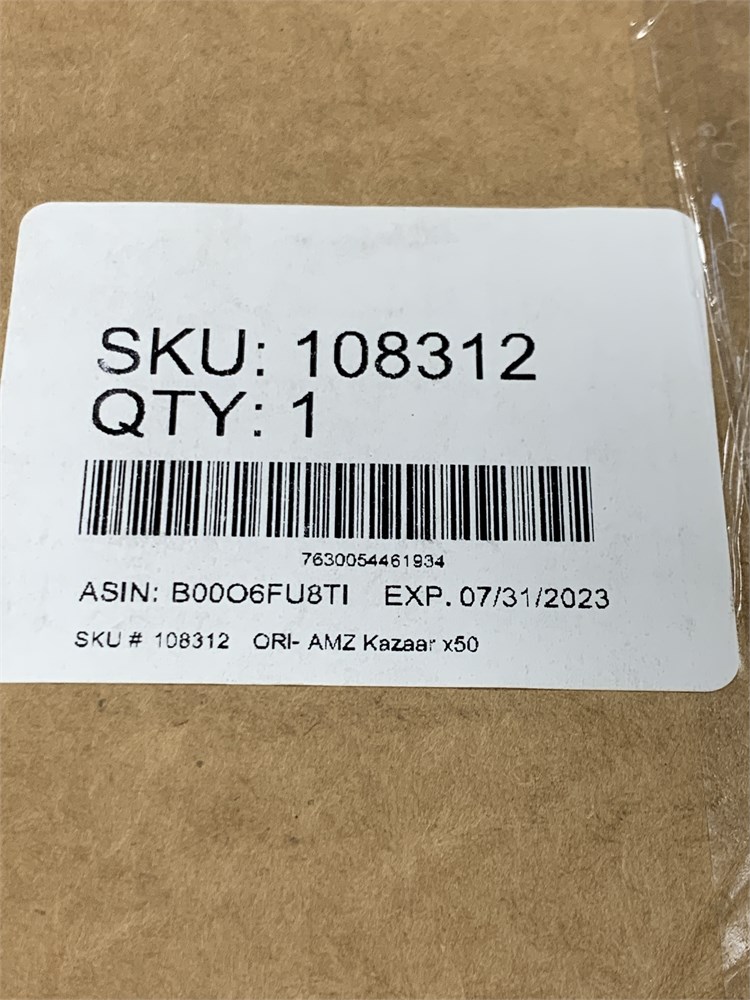 SKU: 108312
QTY: 1
7630054461934
ASIN: B00O6FU8TI EXP. 07/31/2023
SKU # 108312 ORI- AMZ Kazaar x50